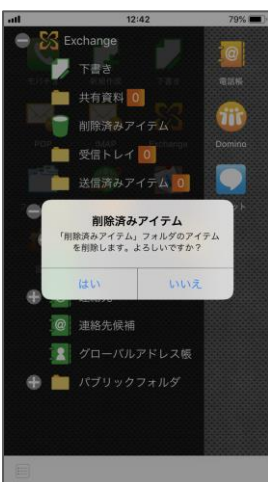 12:42
79%
Exchange
下書き
電話帳
共有資料 0
削除済みアイテム
POP
IMAP
Exchange
Domino
受信トレイ 0
送信済みアイテム 0
削除済みアイテム
「削除済みアイテム」フォルダのアイテム
を削除します。よろしいですか?
はい
いいえ
連絡先候補
グローバルアドレス帳
パブリックフォルダ